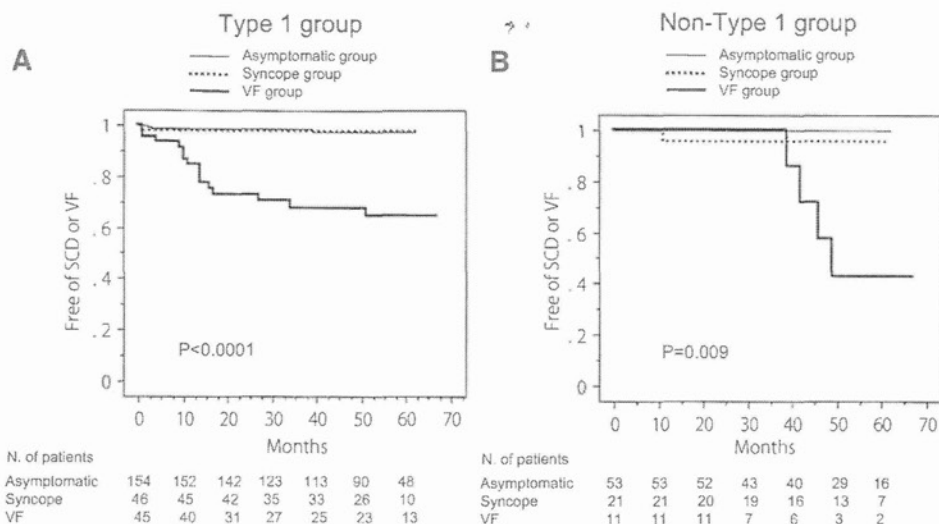 Type 1 group
A
Asymptomatic group
Syncope group
VF group
Free of SCD or VF
1
.8
.6
.4
.2
0
P<0.0001
0 10 20 30 40 50 60 70
Months
N. of patients
Asymptomatic 154 152 142 123 113 90 48
Syncope 46 45 42 35 33 26 10
VF 45 40 31 27 25 23 13
Non-Type 1 group
B
Asymptomatic group
Syncope group
VF group
Free of SCD or VF
1
.8
.6
.4
.2
0
P=0.009
0 10 20 30 40 50 60 70
Months
N. of patients
Asymptomatic 53 53 52 43 40 29 16
Syncope 21 21 20 19 16 13 7
VF 11 11 11 7 6 3 2